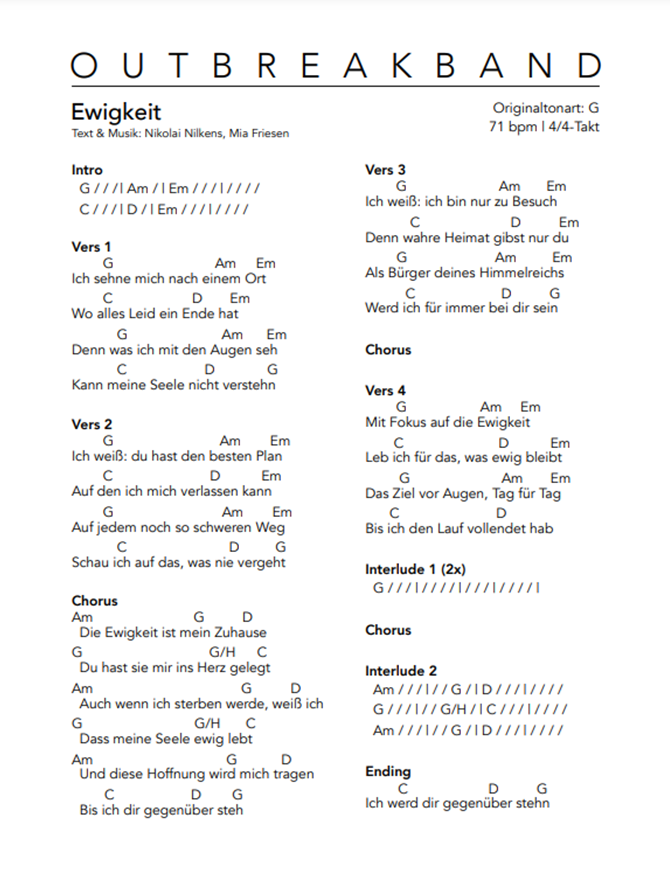 OUTBREAKBAND
Ewigkeit
Text & Musik: Nikolai Nilkens, Mia Friesen
Originaltonart: G
71 bpm | 4/4-Takt
Intro
G / / / | Am / | Em / / / | / / / /
C / / / | D / | Em / / / | / / / /
Vers 1
G Am Em
Ich sehne mich nach einem Ort
C D Em
Wo alles Leid ein Ende hat
G Am Em
Denn was ich mit den Augen seh
C D G
Kann meine Seele nicht verstehn
Vers 2
G Am Em
Ich weiß: du hast den besten Plan
C D Em
Auf den ich mich verlassen kann
G Am Em
Auf jedem noch so schweren Weg
C D G
Schau ich auf das, was nie vergeht
Chorus
Am G D
Die Ewigkeit ist mein Zuhause
G G/H C
Du hast sie mir ins Herz gelegt
Am G D
Auch wenn ich sterben werde, weiß ich
G G/H C
Dass meine Seele ewig lebt
Am G D
Und diese Hoffnung wird mich tragen
C D G
Bis ich dir gegenüber steh
Vers 3
G Am Em
Ich weiß: ich bin nur zu Besuch
C D Em
Denn wahre Heimat gibst nur du
G Am Em
Als Bürger deines Himmelreichs
C D G
Werd ich für immer bei dir sein
Chorus
Vers 4
G Am Em
Mit Fokus auf die Ewigkeit
C D Em
Leb ich für das, was ewig bleibt
G Am Em
Das Ziel vor Augen, Tag für Tag
C D
Bis ich den Lauf vollendet hab
Interlude 1 (2x)
G / / / | / / / / | / / / | / / / / |
Chorus
Interlude 2
Am / / / | / / G / | D / / / | / / / /
G / / / | / / G/H / | C / / / | / / / /
Am / / / | / / G / | D / / / | / / / /
Ending
C D G
Ich werd dir gegenüber stehn